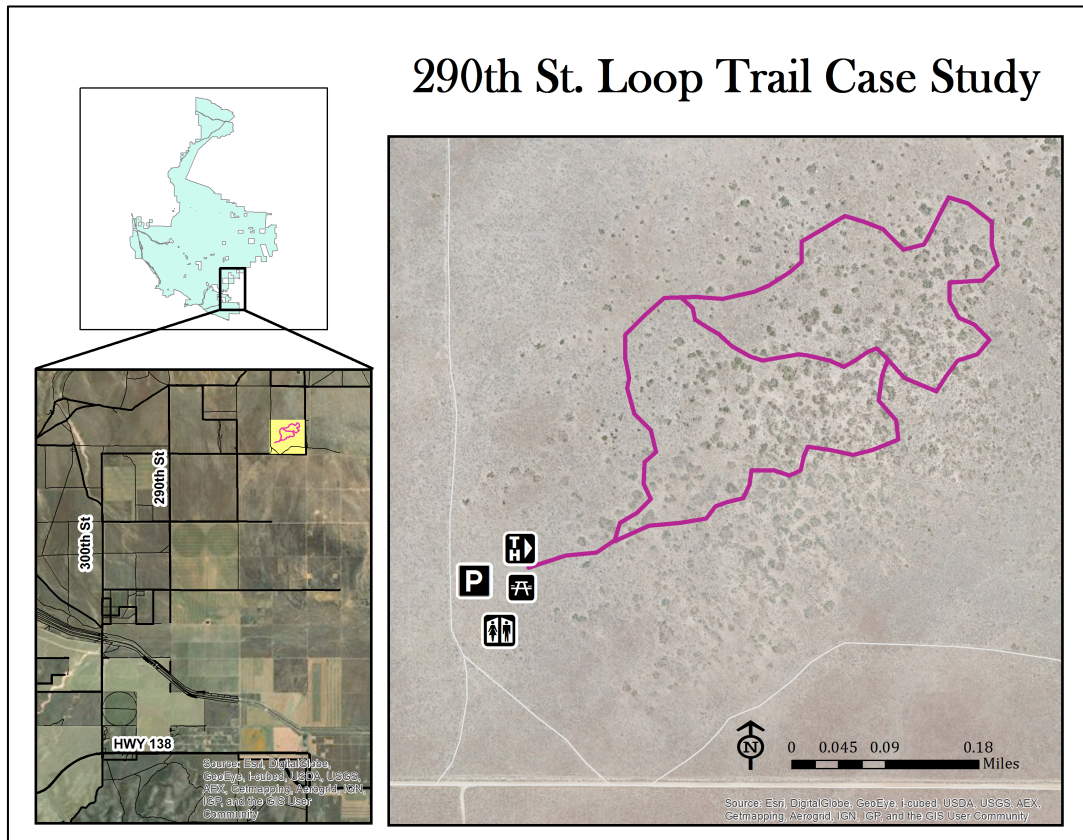 290th St. Loop Trail Case Study
290th St
300th St
HWY 138
Source: Esri, DigitalGlobe,
GeoEye, i-cubed, USDA, USGS,
AEX, Getmapping, Aerogrid, IGN,
IGP, and the GIS User
Community
T
H
P
N
0 0.045 0.09 0.18
Miles
Source: Esri, DigitalGlobe, GeoEye, i-cubed, USDA, USGS, AEX,
Getmapping, Aerogrid, IGN, IGP, and the GIS User Community